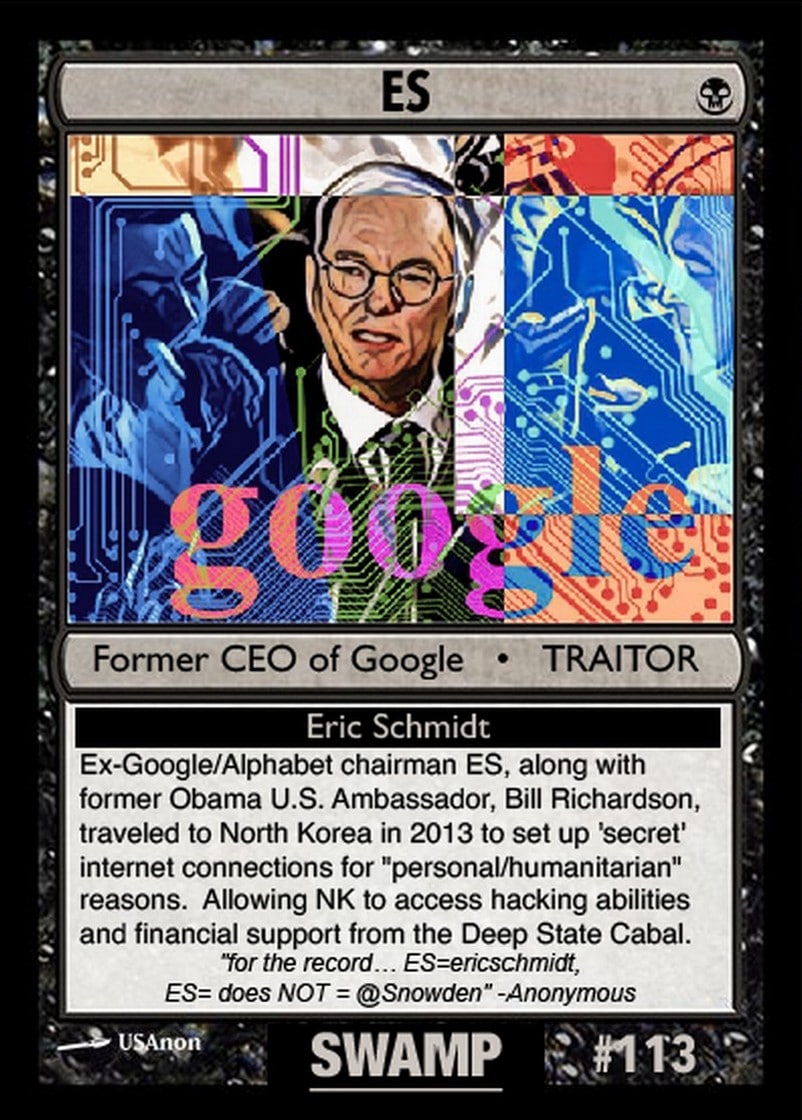 ES
google
Former CEO of Google • TRAITOR
Eric Schmidt
Ex-Google/Alphabet chairman ES, along with
former Obama U.S. Ambassador, Bill Richardson,
traveled to North Korea in 2013 to set up 'secret'
internet connections for "personal/humanitarian"
reasons.  Allowing NK to access hacking abilities
and financial support from the Deep State Cabal.
"for the record... ES=ericschmidt,
ES= does NOT = @Snowden" -Anonymous
USAnon
SWAMP
#113